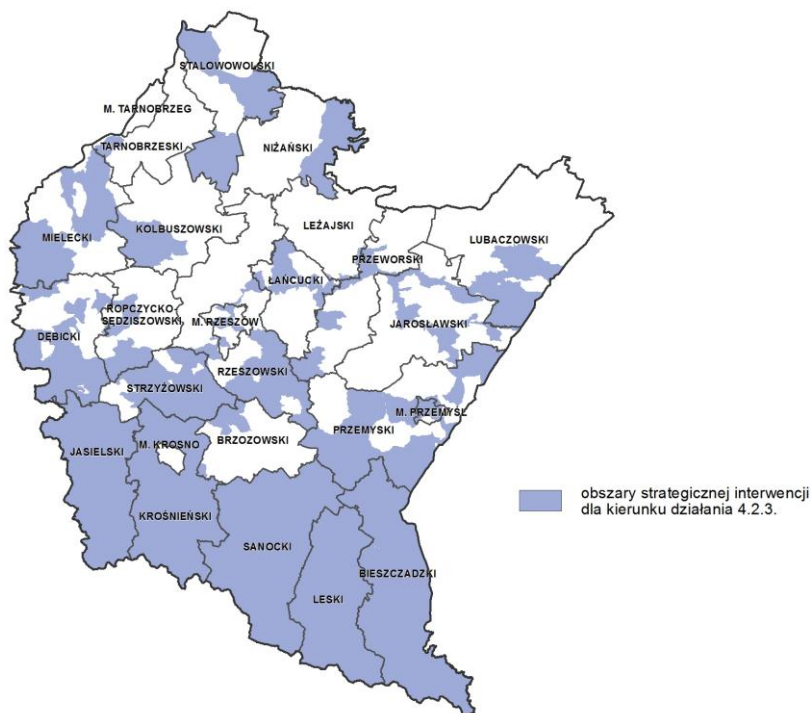 STALOWOWOLSKI
M. TARNOBRZEG
TARNOBRZESKI
NIŻAŃSKI
LEŻAJSKI
KOLBUSZOWSKI
MIELECKI
LUBACZOWSKI
PRZEWORSKI
ŁAŃCUCKI
ROPCZYCKO-
SĘDZISZOWSKI
M. RZESZÓW
JAROSŁAWSKI
DĘBICKI
RZESZOWSKI
STRZYŻOWSKI
M. PRZEMYŚL
PRZEMYSKI
BRZOZOWSKI
M. KROSNO
JASIELSKI
KROŚNIEŃSKI
SANOCKI
BIESZCZADZKI
LESKI
obszary strategicznej interwencji
dla kierunku działania 4.2.3.